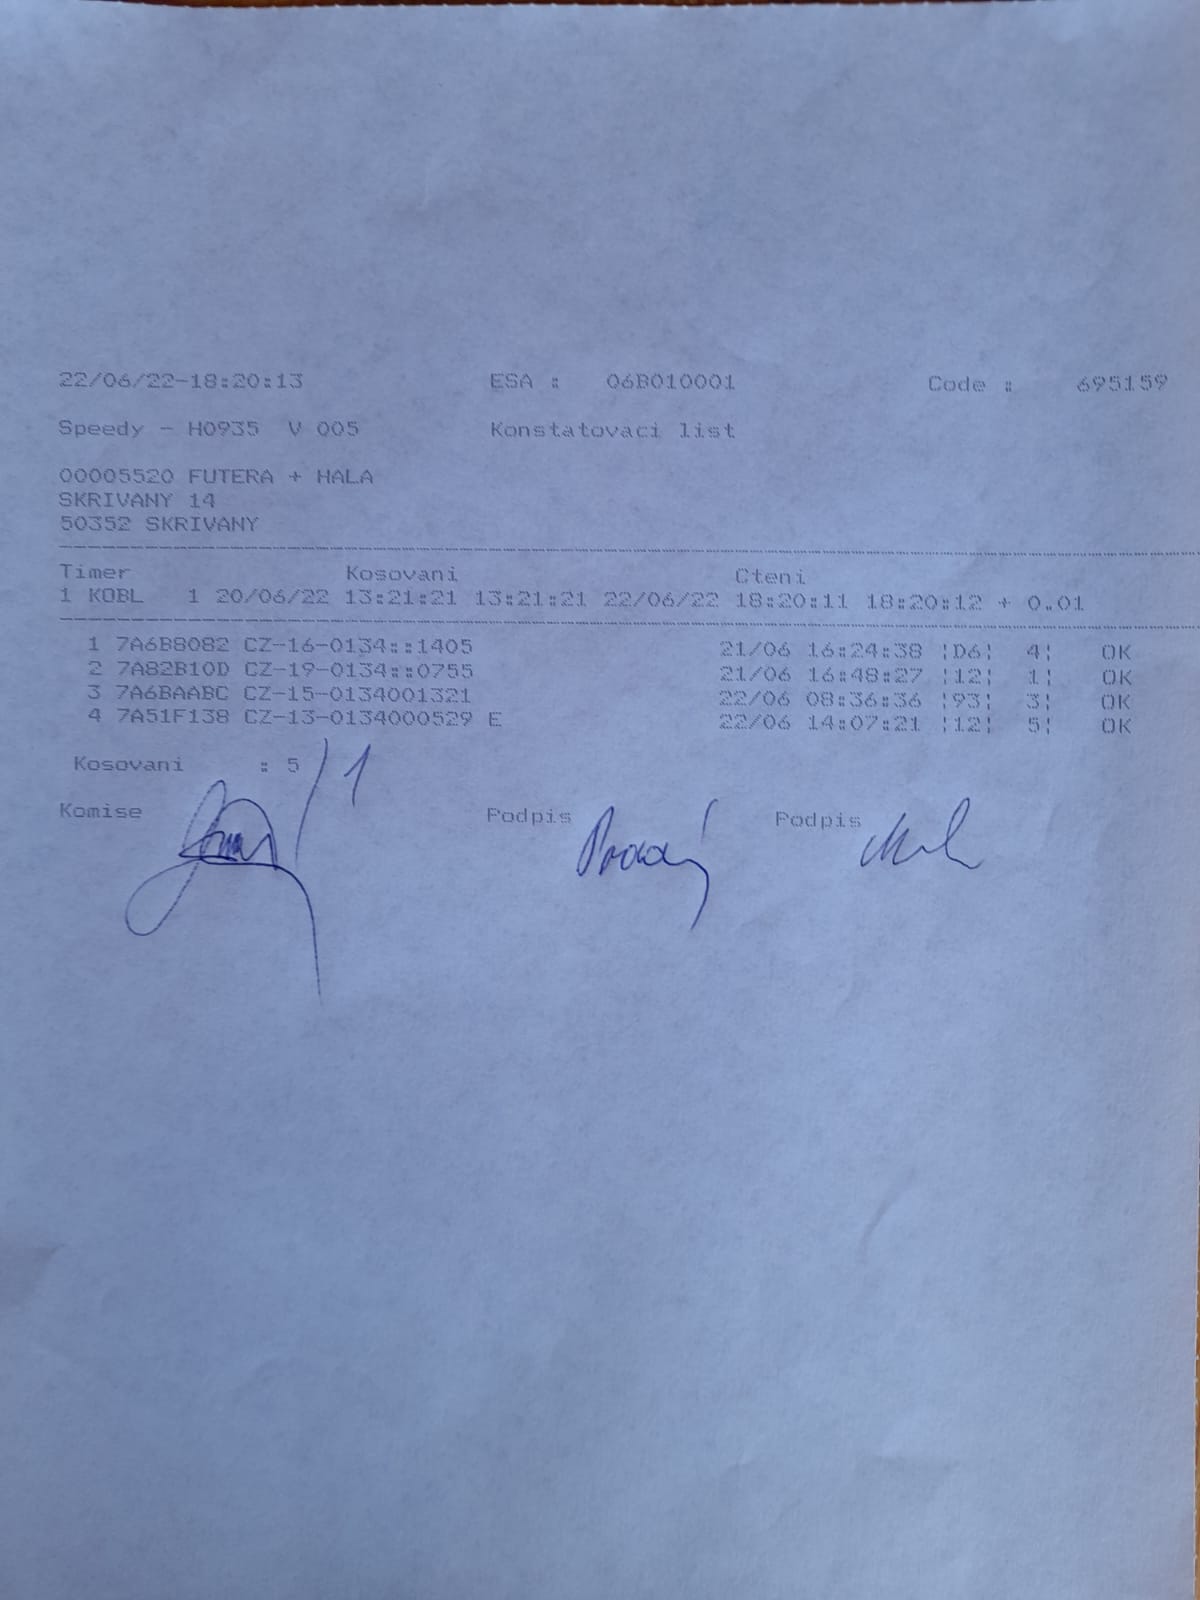 22/06/22-18:20:13 ESA : 06B010001 Code : 695159
Speedy - H0935 V 005 Konstatovaci list
00005520 FUTERA + HALA
SKRIVANY 14
50352 SKRIVANY
Timer Kosovani Cteni
1 KOBL 1 20/06/22 13:21:21 13:21:21 22/06/22 18:20:11 18:20:12 + 0.01
1 7A6B8082 CZ-16-0134::1405 21/06 16:24:38 ¦D6¦ 4¦ OK
2 7A82B10D CZ-19-0134::0755 21/06 16:48:27 ¦12¦ 1¦ OK
3 7A6BAABC CZ-15-0134001321 22/06 08:36:36 ¦93¦ 3¦ OK
4 7A51F138 CZ-13-0134000529 E 22/06 14:07:21 ¦12¦ 5¦ OK
Kosovani : 5 / 1
Komise Podpis Podpis